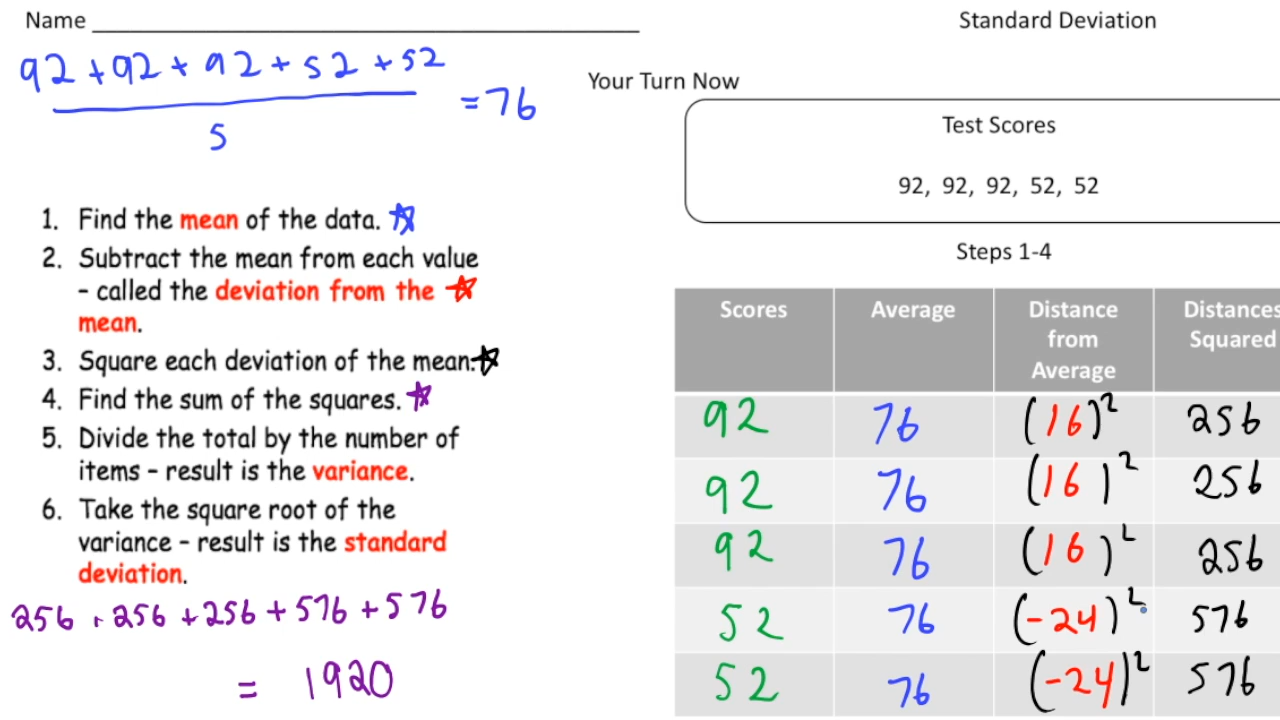 Name
Standard Deviation
92 + 92 + 92 + 52 + 52
5
= 76
Your Turn Now
Test Scores
92, 92, 92, 52, 52
Steps 1-4
1. Find the mean of the data.
2. Subtract the mean from each value
– called the deviation from the
mean.
3. Square each deviation of the mean.
4. Find the sum of the squares.
5. Divide the total by the number of
items – result is the variance.
6. Take the square root of the
variance – result is the standard
deviation.
256 + 256 + 256 + 576 + 576
= 1920
Scores Average Distance from Average Distances Squared
92 76 (16)² 256
92 76 (16)² 256
92 76 (16)² 256
52 76 (-24)² 576
52 76 (-24)² 576